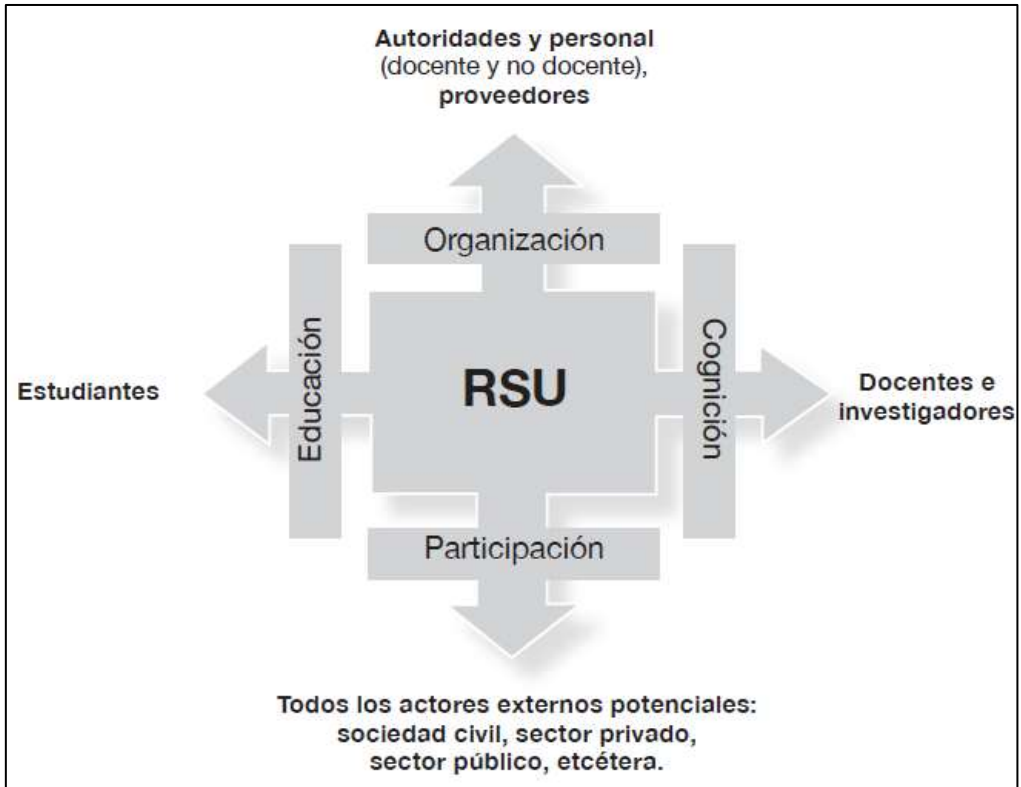 Autoridades y personal
(docente y no docente),
proveedores
Organización
Educación
Cognición
RSU
Estudiantes
Docentes e
investigadores
Participación
Todos los actores externos potenciales:
sociedad civil, sector privado,
sector público, etcétera.